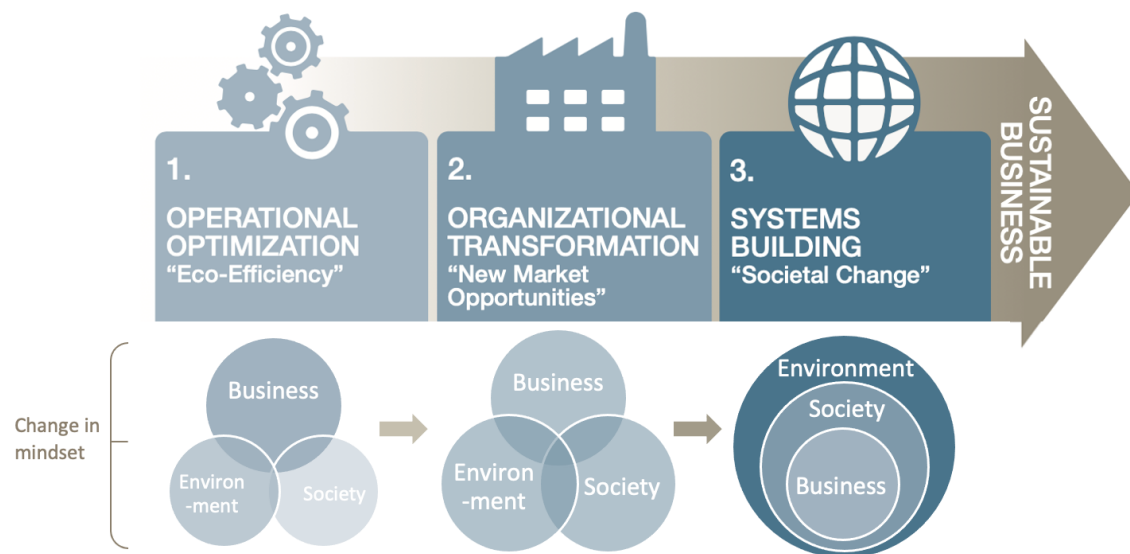 1.
OPERATIONAL
OPTIMIZATION
“Eco-Efficiency”
2.
ORGANIZATIONAL
TRANSFORMATION
“New Market
Opportunities”
3.
SYSTEMS
BUILDING
“Societal Change”
SUSTAINABLE
BUSINESS
Change in
mindset
Business
Environ
-ment
Society
Business
Environ
-ment
Society
Environment
Society
Business